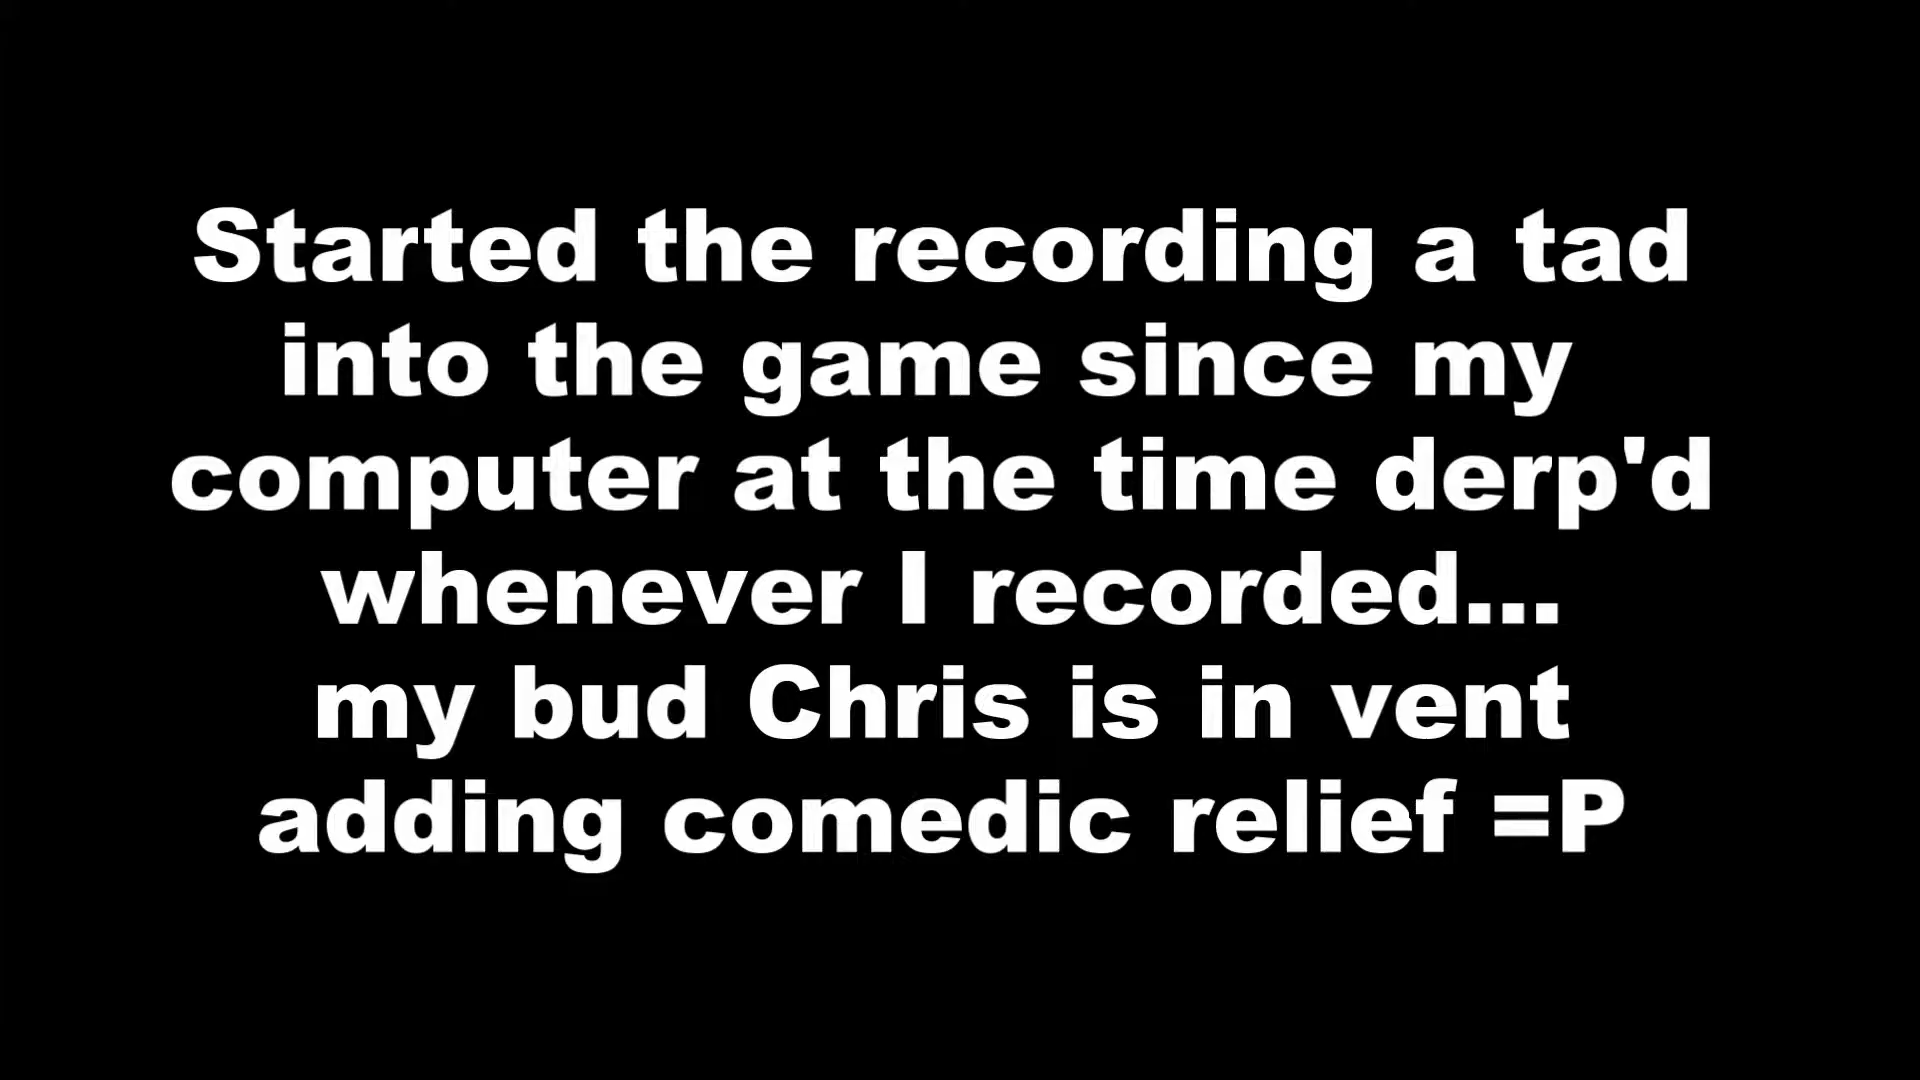 Started the recording a tad
into the game since my
computer at the time derp'd
whenever I recorded...
my bud Chris is in vent
adding comedic relief =P